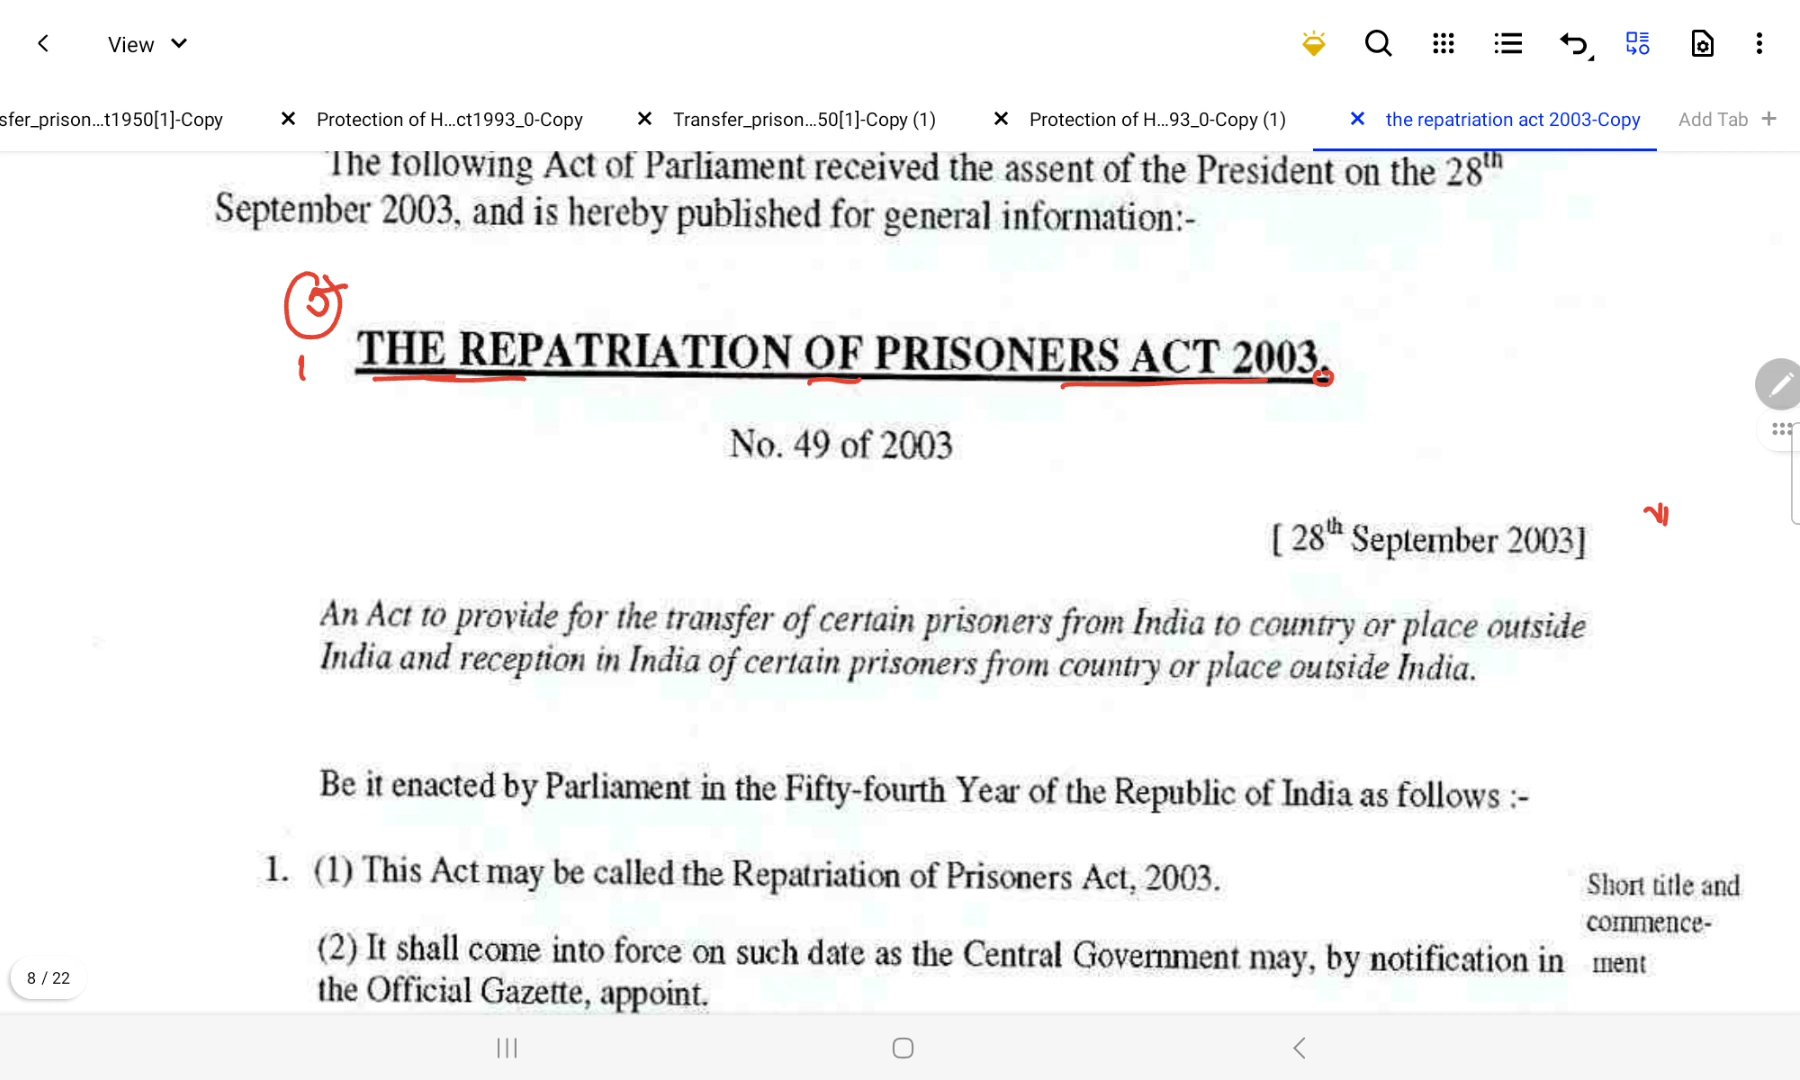 View
sfer_prison...t1950[1]-Copy
Protection of H...ct1993_0-Copy
Transfer_prison...50[1]-Copy (1)
Protection of H...93_0-Copy (1)
the repatriation act 2003-Copy
Add Tab +
The following Act of Parliament received the assent of the President on the 28th
September 2003, and is hereby published for general information:-
THE REPATRIATION OF PRISONERS ACT 2003.
No. 49 of 2003
[ 28th September 2003]
An Act to provide for the transfer of certain prisoners from India to country or place outside
India and reception in India of certain prisoners from country or place outside India.
Be it enacted by Parliament in the Fifty-fourth Year of the Republic of India as follows :-
1. (1) This Act may be called the Repatriation of Prisoners Act, 2003.
Short title and
commence-
ment
(2) It shall come into force on such date as the Central Government may, by notification in
the Official Gazette, appoint.
8 / 22